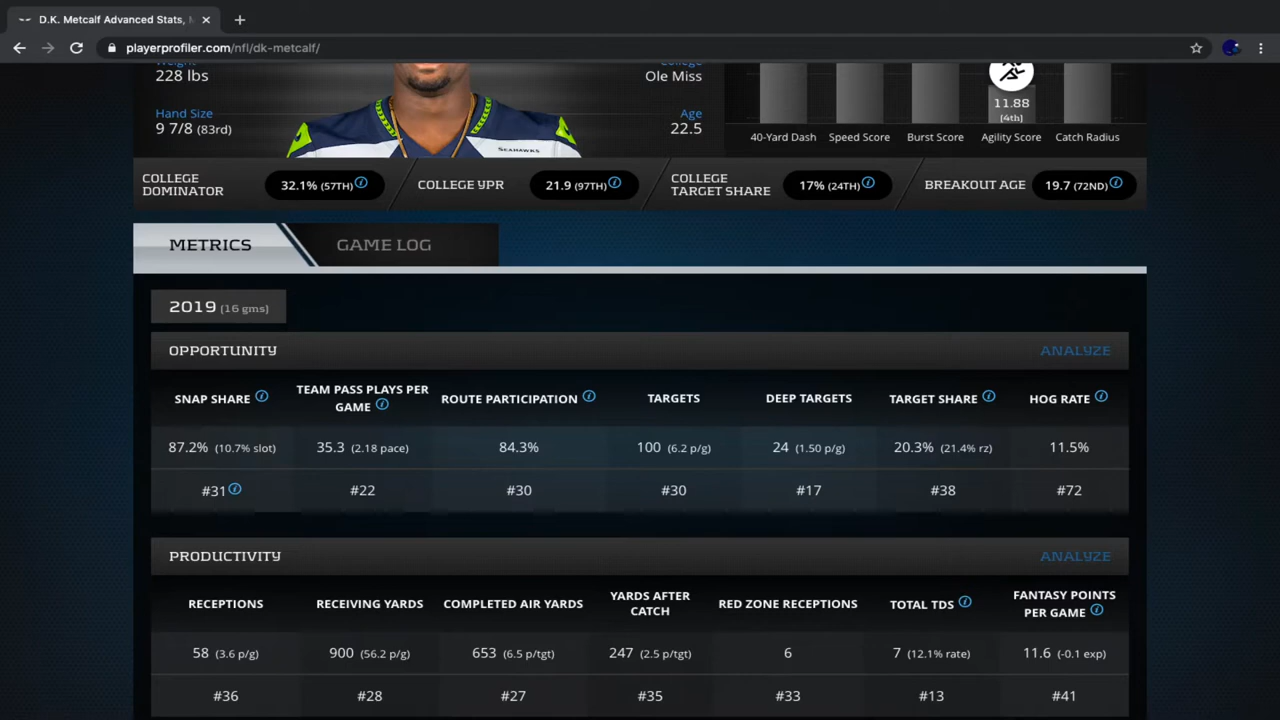 D.K. Metcalf Advanced Stats,
playerprofiler.com/nfl/dk-metcalf/
Weight
228 lbs
College
Ole Miss
Hand Size
9 7/8 (83rd)
Age
22.5
SEAHAWKS
11.88
(4th)
40-Yard Dash Speed Score Burst Score Agility Score Catch Radius
COLLEGE DOMINATOR 32.1% (57TH)
COLLEGE YPR 21.9 (97TH)
COLLEGE TARGET SHARE 17% (24TH)
BREAKOUT AGE 19.7 (72ND)
METRICS GAME LOG
2019 (16 gms)
OPPORTUNITY ANALYZE
SNAP SHARE TEAM PASS PLAYS PER GAME ROUTE PARTICIPATION TARGETS DEEP TARGETS TARGET SHARE HOG RATE
87.2% (10.7% slot) 35.3 (2.18 pace) 84.3% 100 (6.2 p/g) 24 (1.50 p/g) 20.3% (21.4% rz) 11.5%
#31 #22 #30 #30 #17 #38 #72
PRODUCTIVITY ANALYZE
RECEPTIONS RECEIVING YARDS COMPLETED AIR YARDS YARDS AFTER CATCH RED ZONE RECEPTIONS TOTAL TDS FANTASY POINTS PER GAME
58 (3.6 p/g) 900 (56.2 p/g) 653 (6.5 p/tgt) 247 (2.5 p/tgt) 6 7 (12.1% rate) 11.6 (-0.1 exp)
#36 #28 #27 #35 #33 #13 #41